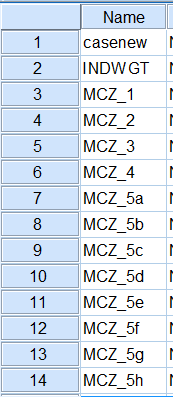 Name
1 casenew
2 INDWGT
3 MCZ_1
4 MCZ_2
5 MCZ_3
6 MCZ_4
7 MCZ_5a
8 MCZ_5b
9 MCZ_5c
10 MCZ_5d
11 MCZ_5e
12 MCZ_5f
13 MCZ_5g
14 MCZ_5h